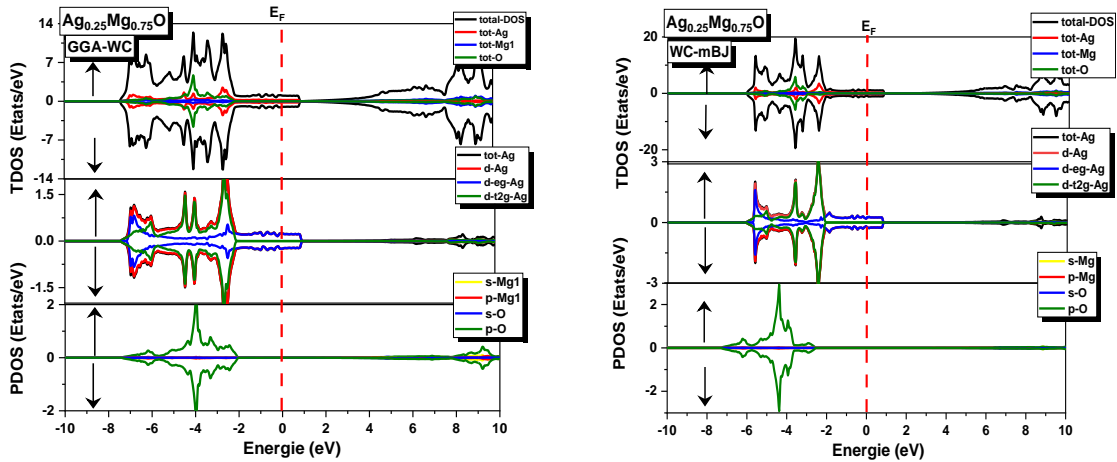 Ag0.25Mg0.75O
GGA-WC
EF
total-DOS
tot-Ag
tot-Mg1
tot-O
14
7
0
-7
-14
TDOS (Etats/eV)
tot-Ag
d-Ag
d-eg-Ag
d-t2g-Ag
1.5
0.0
-1.5
s-Mg1
p-Mg1
s-O
p-O
2
0
-2
PDOS (Etats/eV)
-10 -8 -6 -4 -2 0 2 4 6 8 10
Energie (eV)
Ag0.25Mg0.75O
WC-mBJ
EF
total-DOS
tot-Ag
tot-Mg
tot-O
20
0
-20
TDOS (Etats/eV)
tot-Ag
d-Ag
d-eg-Ag
d-t2g-Ag
3
0
-3
s-Mg
p-Mg
s-O
p-O
2
0
-2
PDOS (Etats/eV)
-10 -8 -6 -4 -2 0 2 4 6 8 10
Energie (eV)